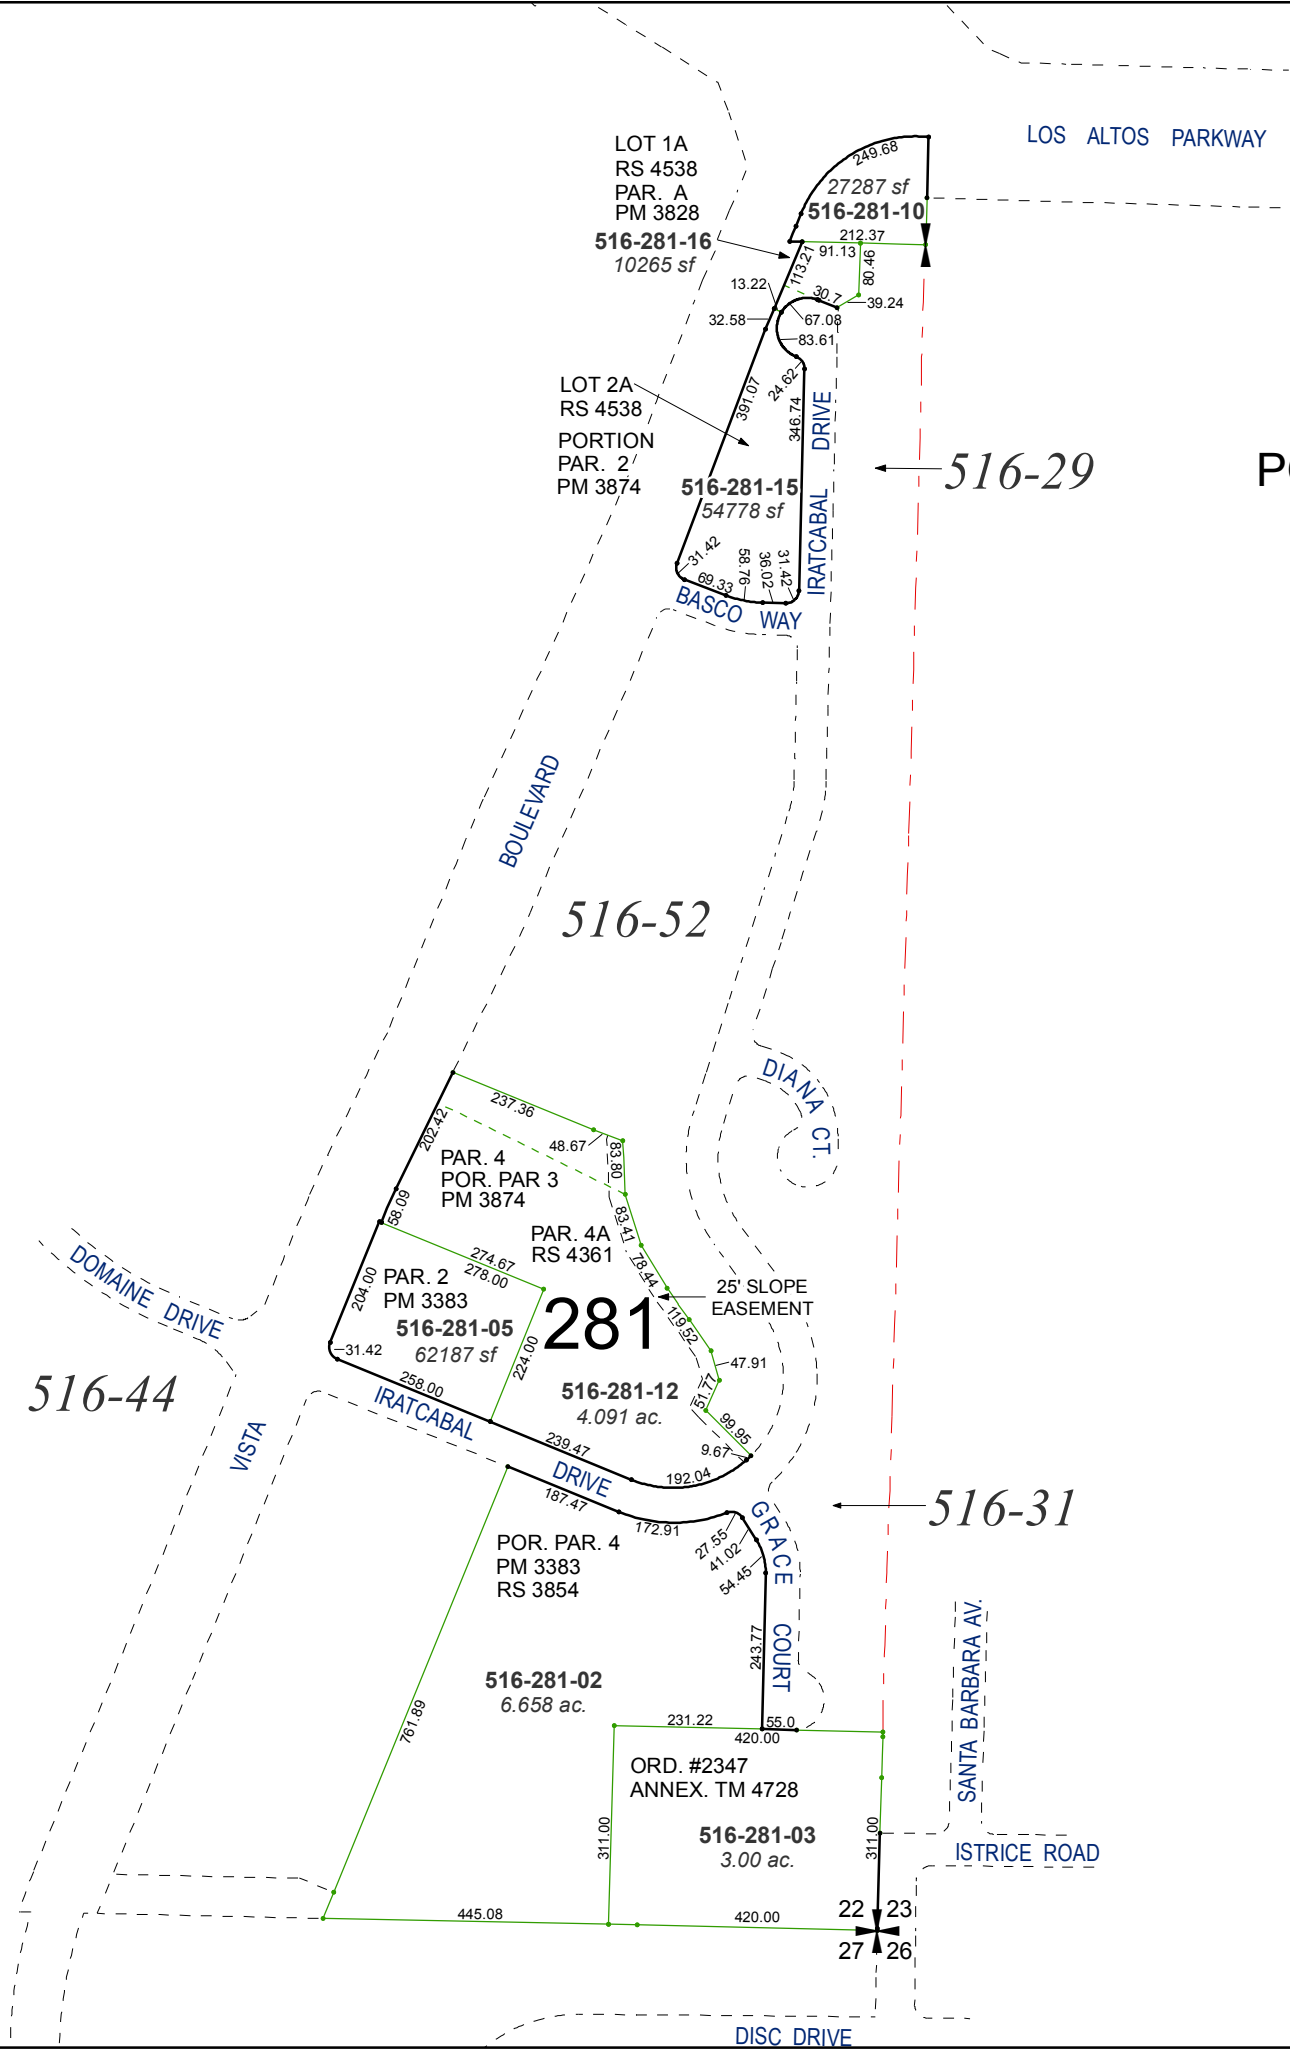 LOS ALTOS PARKWAY
LOT 1A
RS 4538
PAR. A
PM 3828
516-281-16
10265 sf
249.68
27287 sf
516-281-10
212.37
91.13
113.21
80.46
13.22
30.7
39.24
32.58
67.08
83.61
24.62
LOT 2A
RS 4538
PORTION
PAR. 2
PM 3874
391.07
346.74
IRATCABAL DRIVE
516-29
P
516-281-15
54778 sf
31.42
69.33
58.76
36.02
31.42
BASCO WAY
BOULEVARD
516-52
DIANA CT.
237.36
202.42
48.67
83.80
PAR. 4
POR. PAR 3
PM 3874
58.09
83.41
PAR. 4A
RS 4361
78.44
274.67
278.00
25' SLOPE
EASEMENT
DOMAINE DRIVE
204.00
PAR. 2
PM 3383
516-281-05
62187 sf
281
119.52
224.00
31.42
47.91
516-44
258.00
516-281-12
4.091 ac.
51.77
99.95
IRATCABAL DRIVE
VISTA
239.47
9.67
192.04
187.47
172.91
GRACE COURT
516-31
27.55
41.02
54.45
POR. PAR. 4
PM 3383
RS 3854
243.77
SANTA BARBARA AV.
516-281-02
6.658 ac.
761.89
231.22
55.0
420.00
ORD. #2347
ANNEX. TM 4728
311.00
516-281-03
3.00 ac.
311.00
ISTRICE ROAD
445.08
420.00
22 23
27 26
DISC DRIVE